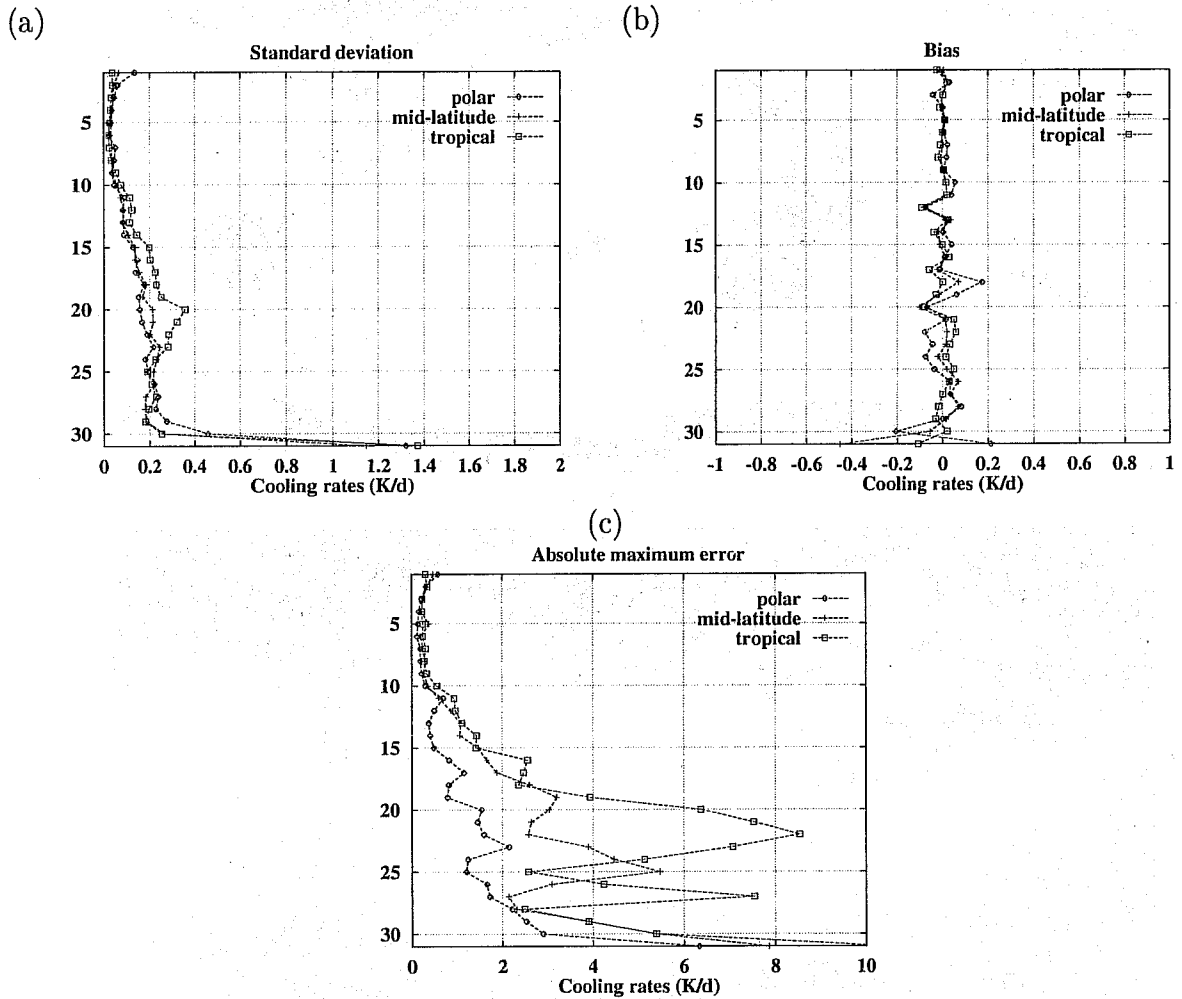 (a)
Standard deviation
polar
mid-latitude
tropical
5
10
15
20
25
30
0 0.2 0.4 0.6 0.8 1 1.2 1.4 1.6 1.8 2
Cooling rates (K/d)
(b)
Bias
polar
mid-latitude
tropical
5
10
15
20
25
30
-1 -0.8 -0.6 -0.4 -0.2 0 0.2 0.4 0.6 0.8 1
Cooling rates (K/d)
(c)
Absolute maximum error
polar
mid-latitude
tropical
5
10
15
20
25
30
0 2 4 6 8 10
Cooling rates (K/d)